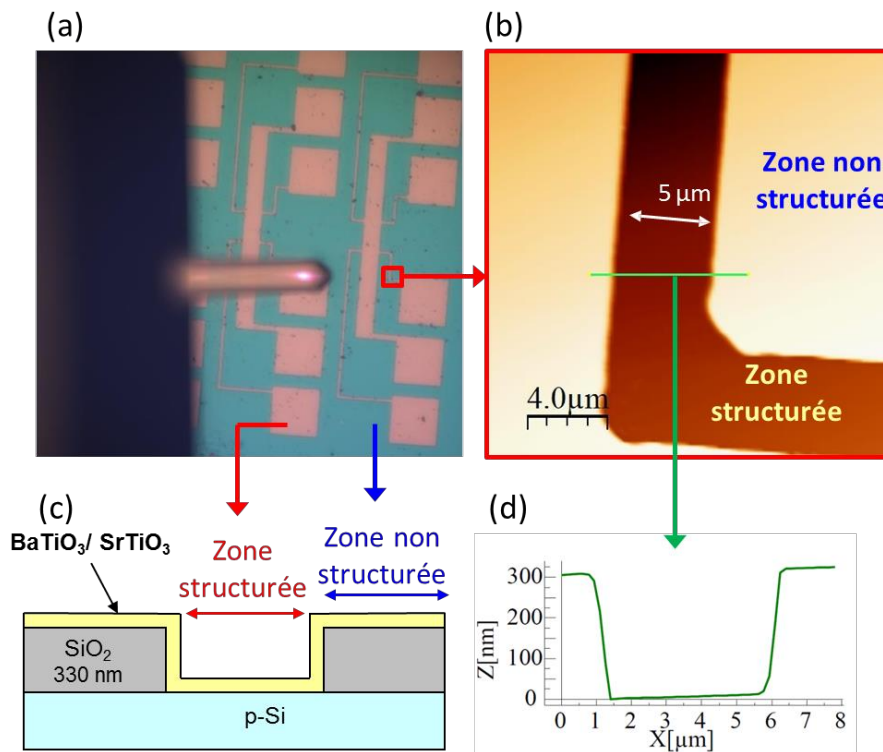 (a)
(b)
Zone non
structurée
5 µm
4.0µm
Zone
structurée
(c)
(d)
BaTiO₃/ SrTiO₃
Zone
structurée
Zone non
structurée
SiO₂
330 nm
p-Si
Z[nm]
300
200
100
0
0 1 2 3 4 5 6 7 8
X[µm]